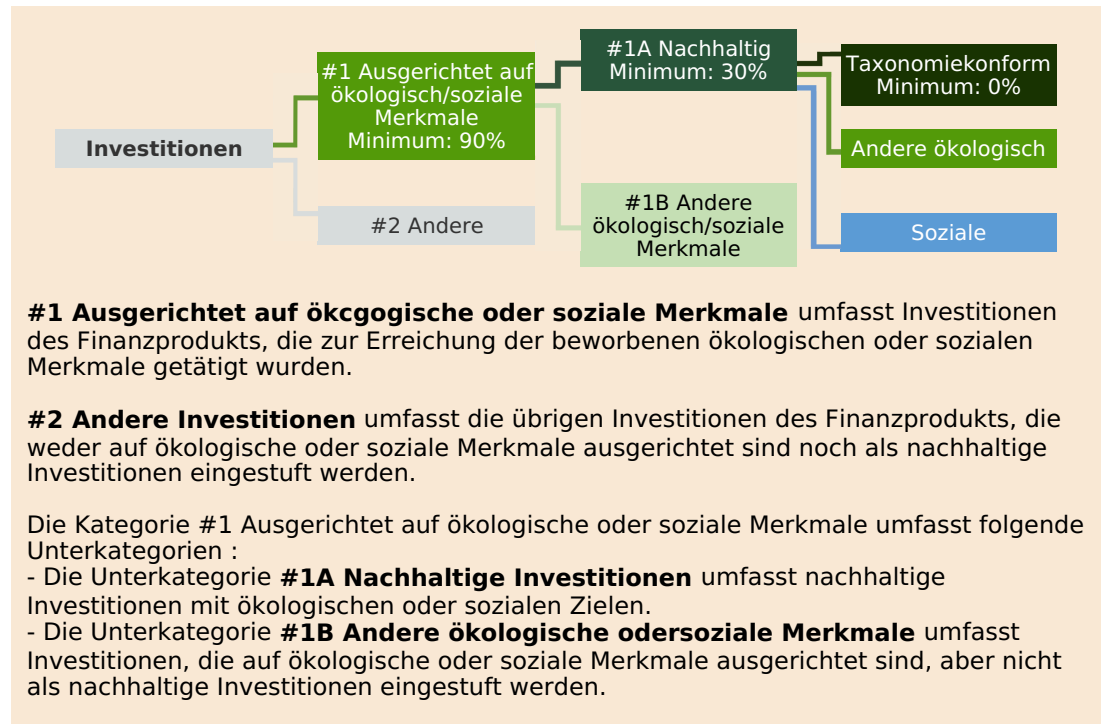 #1 Ausgerichtet auf
ökologisch/soziale
Merkmale
Minimum: 90%
#1A Nachhaltig
Minimum: 30%
Taxonomiekonform
Minimum: 0%
Investitionen
Andere ökologisch
#2 Andere
#1B Andere
ökologisch/soziale
Merkmale
Soziale
#1 Ausgerichtet auf ökcgogische oder soziale Merkmale umfasst Investitionen
des Finanzprodukts, die zur Erreichung der beworbenen ökologischen oder sozialen
Merkmale getätigt wurden.
#2 Andere Investitionen umfasst die übrigen Investitionen des Finanzprodukts, die
weder auf ökologische oder soziale Merkmale ausgerichtet sind noch als nachhaltige
Investitionen eingestuft werden.
Die Kategorie #1 Ausgerichtet auf ökologische oder soziale Merkmale umfasst folgende
Unterkategorien :
- Die Unterkategorie #1A Nachhaltige Investitionen umfasst nachhaltige
Investitionen mit ökologischen oder sozialen Zielen.
- Die Unterkategorie #1B Andere ökologische odersoziale Merkmale umfasst
Investitionen, die auf ökologische oder soziale Merkmale ausgerichtet sind, aber nicht
als nachhaltige Investitionen eingestuft werden.